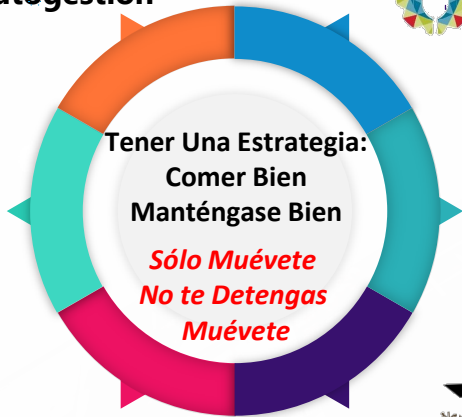 Tener Una Estrategia:
Comer Bien
Manténgase Bien
Sólo Muévete
No te Detengas
Muévete